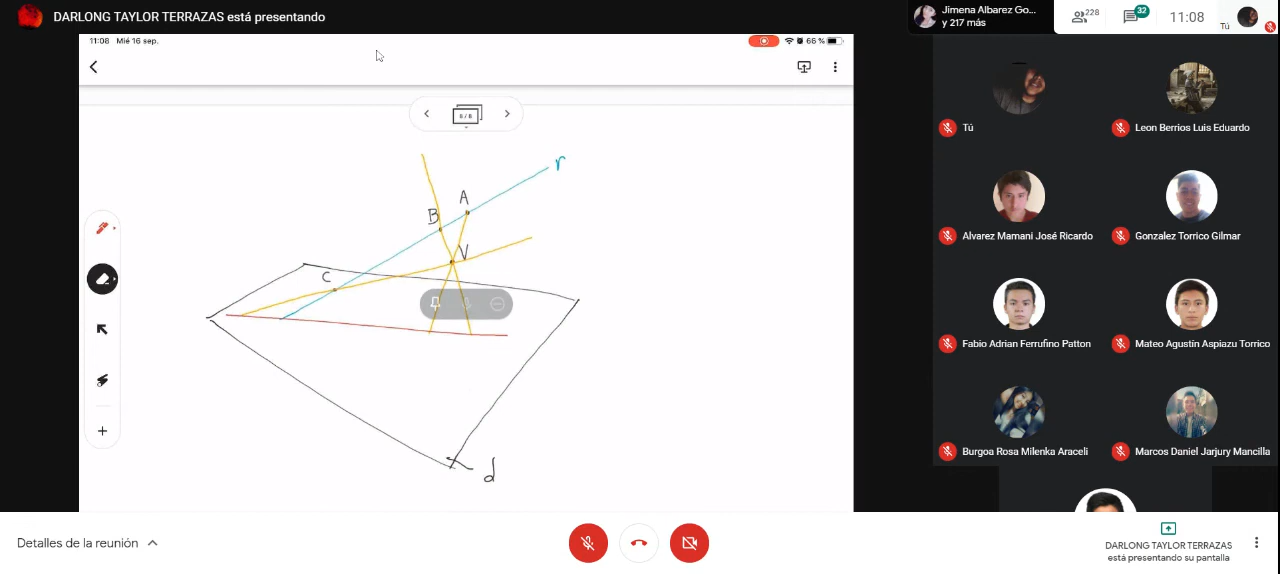 DARLONG TAYLOR TERRAZAS está presentando
Jimena Albarez Go...
y 217 más
228
32
11:08
Tú
11:08 Mié 16 sep.
66 %
8 / 8
r
A
B
V
C
d
Tú
Leon Berrios Luis Eduardo
Alvarez Mamani José Ricardo
Gonzalez Torrico Gilmar
Fabio Adrian Ferrufino Patton
Mateo Agustín Aspiazu Torrico
Burgoa Rosa Milenka Araceli
Marcos Daniel Jarjury Mancilla
Detalles de la reunión
DARLONG TAYLOR TERRAZAS
está presentando su pantalla